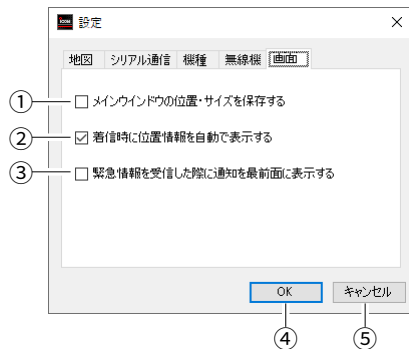 ICOM 設定
地図 シリアル通信 機種 無線機 画面
① メインウインドウの位置・サイズを保存する
② 着信時に位置情報を自動で表示する
③ 緊急情報を受信した際に通知を最前面に表示する
OK キャンセル
④ ⑤